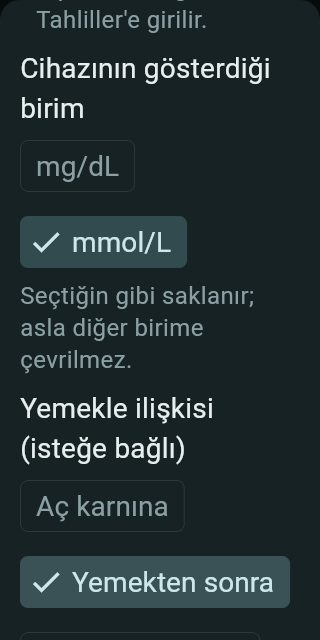 Tahliller'e girilir.
Cihazının gösterdiği
birim
mg/dL
mmol/L
Seçtiğin gibi saklanır;
asla diğer birime
çevrilmez.
Yemekle ilişkisi
(isteğe bağlı)
Aç karnına
Yemekten sonra